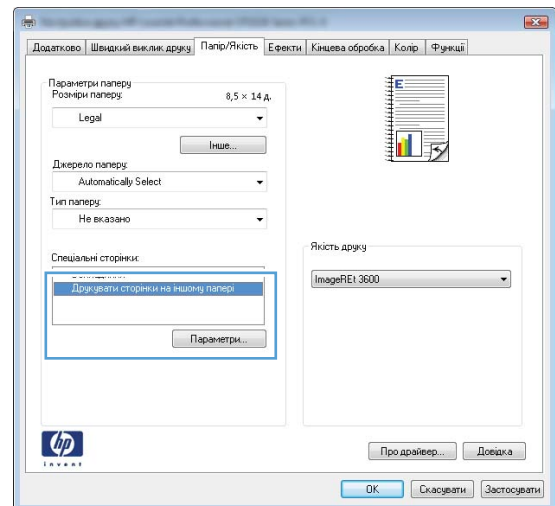 Додатково Швидкий виклик друку Папір/Якість Ефекти Кінцева обробка Колір Функції
Параметри паперу
Розміри паперу: 8,5 × 14 д.
Legal
Інше...
Джерело паперу:
Automatically Select
Тип паперу:
Не вказано
Спеціальні сторінки:
Друкувати сторінки на іншому папері
Параметри...
E
Якість друку
ImageREt 3600
hp
invent
Про драйвер... Довідка
OK Скасувати Застосувати